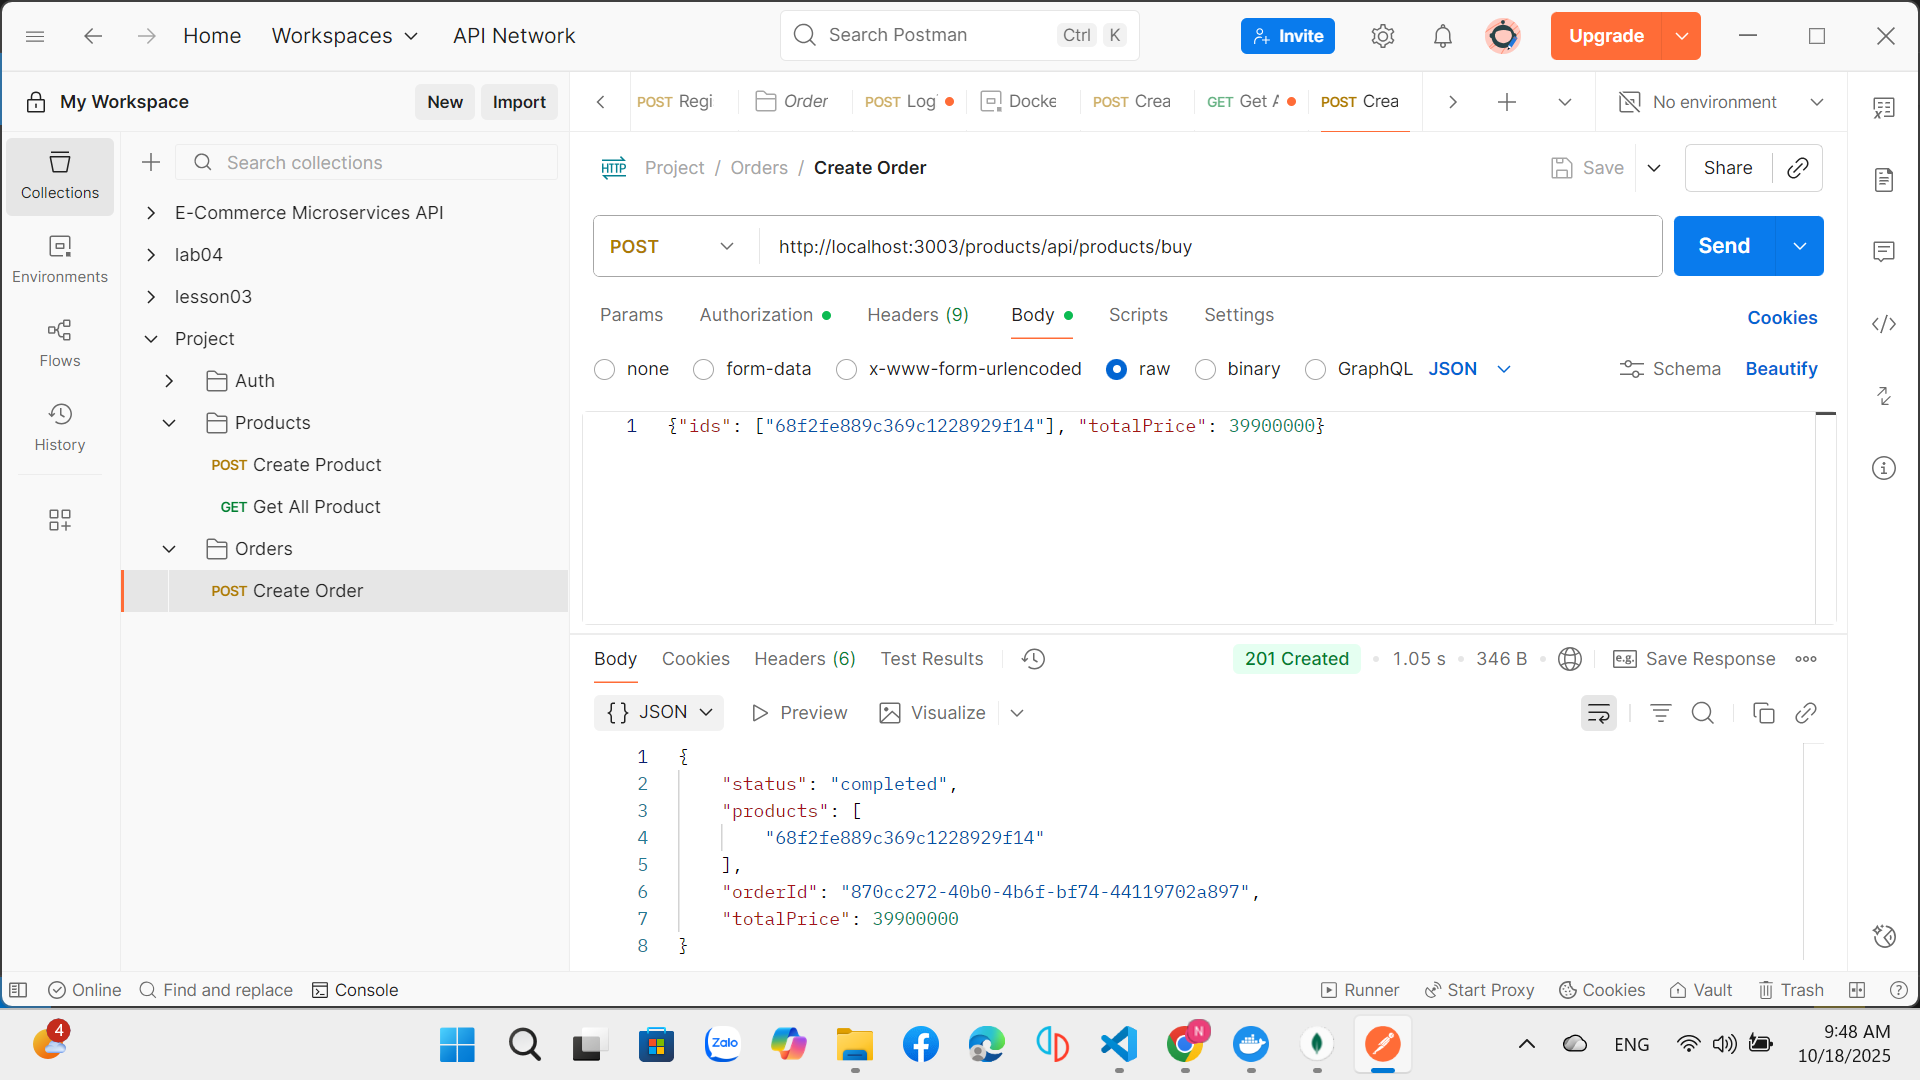 Home
Workspaces
API Network
Search Postman
Ctrl K
Invite
Upgrade
My Workspace
New
Import
POST Regi
Order
POST Log
Docke
POST Crea
GET Get A
POST Crea
No environment
Collections
Environments
Flows
History
Search collections
E-Commerce Microservices API
lab04
lesson03
Project
Auth
Products
POST Create Product
GET Get All Product
Orders
POST Create Order
HTTP
Project / Orders / Create Order
Save
Share
POST
http://localhost:3003/products/api/products/buy
Send
Params
Authorization
Headers (9)
Body
Scripts
Settings
Cookies
none
form-data
x-www-form-urlencoded
raw
binary
GraphQL
JSON
Schema
Beautify
1 {"ids": ["68f2fe889c369c1228929f14"], "totalPrice": 39900000}
Body
Cookies
Headers (6)
Test Results
201 Created
1.05 s
346 B
e.g. Save Response
{} JSON
Preview
Visualize
1 {
2 "status": "completed",
3 "products": [
4 "68f2fe889c369c1228929f14"
5 ],
6 "orderId": "870cc272-40b0-4b6f-bf74-44119702a897",
7 "totalPrice": 39900000
8 }
Online
Find and replace
Console
Runner
Start Proxy
Cookies
Vault
Trash
4
Zalo
N
ENG
9:48 AM
10/18/2025